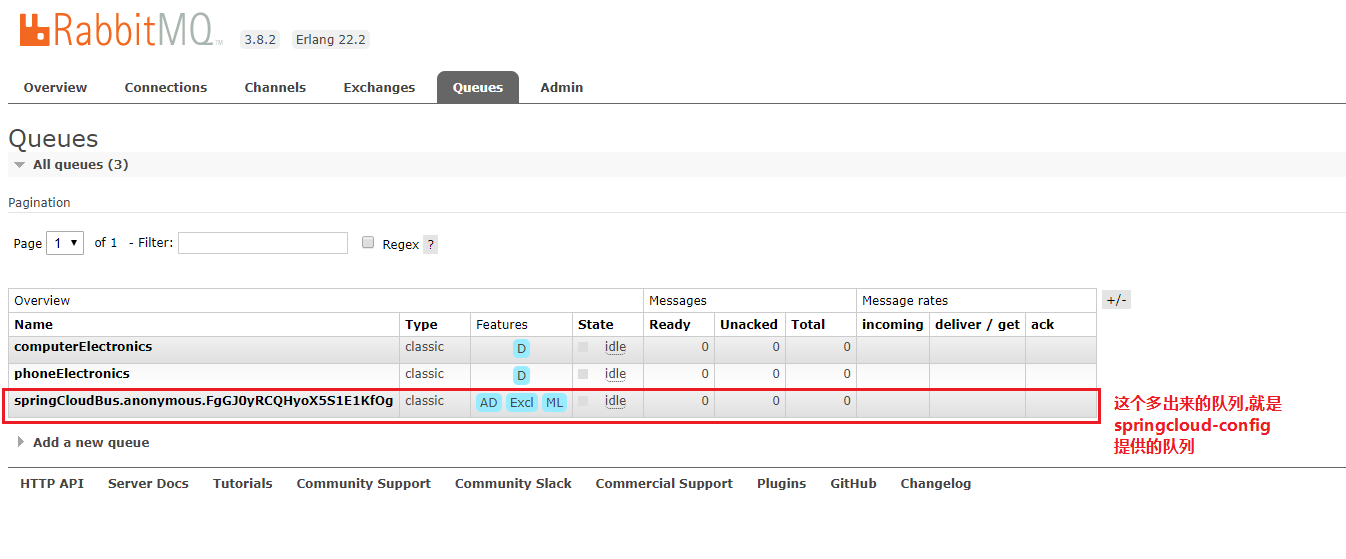 RabbitMQ TM 3.8.2 Erlang 22.2
Overview Connections Channels Exchanges Queues Admin
Queues
All queues (3)
Pagination
Page 1 of 1 - Filter: Regex ?
Overview Messages Message rates +/-
Name Type Features State Ready Unacked Total incoming deliver / get ack
computerElectronics classic D idle 0 0 0
phoneElectronics classic D idle 0 0 0
springCloudBus.anonymous.FgGJ0yRCQHyoX5S1E1KfOg classic AD Excl ML idle 0 0 0
这个多出来的队列,就是
springcloud-config
提供的队列
Add a new queue
HTTP API Server Docs Tutorials Community Support Community Slack Commercial Support Plugins GitHub Changelog